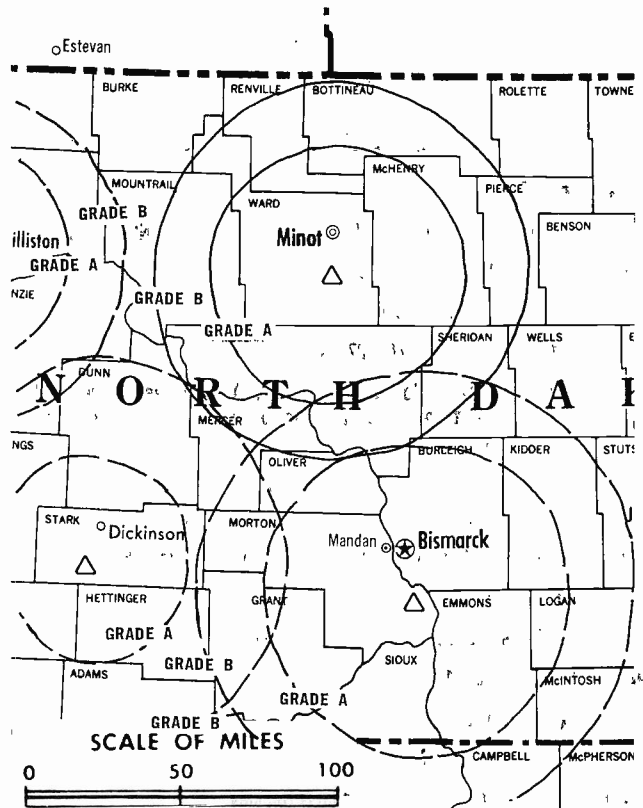 Estevan
BURKE
RENVILLE
BOTTINEAU
ROLETTE
TOWNE
MOUNTRAIL
McHENRY
WARD
PIERCE
GRADE B
BENSON
Minot
illiston
GRADE A
NZIE
GRADE B
GRADE A
SHERIDAN
WELLS
E
DUNN
NORTH DAK
MERCER
NGS
OLIVER
BURLEIGH
KIDDER
STUTS
STARK
Dickinson
MORTON
Mandan
Bismarck
HETTINGER
GRANT
EMMONS
LOGAN
GRADE A
GRADE B
SIOUX
ADAMS
McINTOSH
GRADE A
GRADE B
SCALE OF MILES
CAMPBELL
McPHERSON
0 50 100